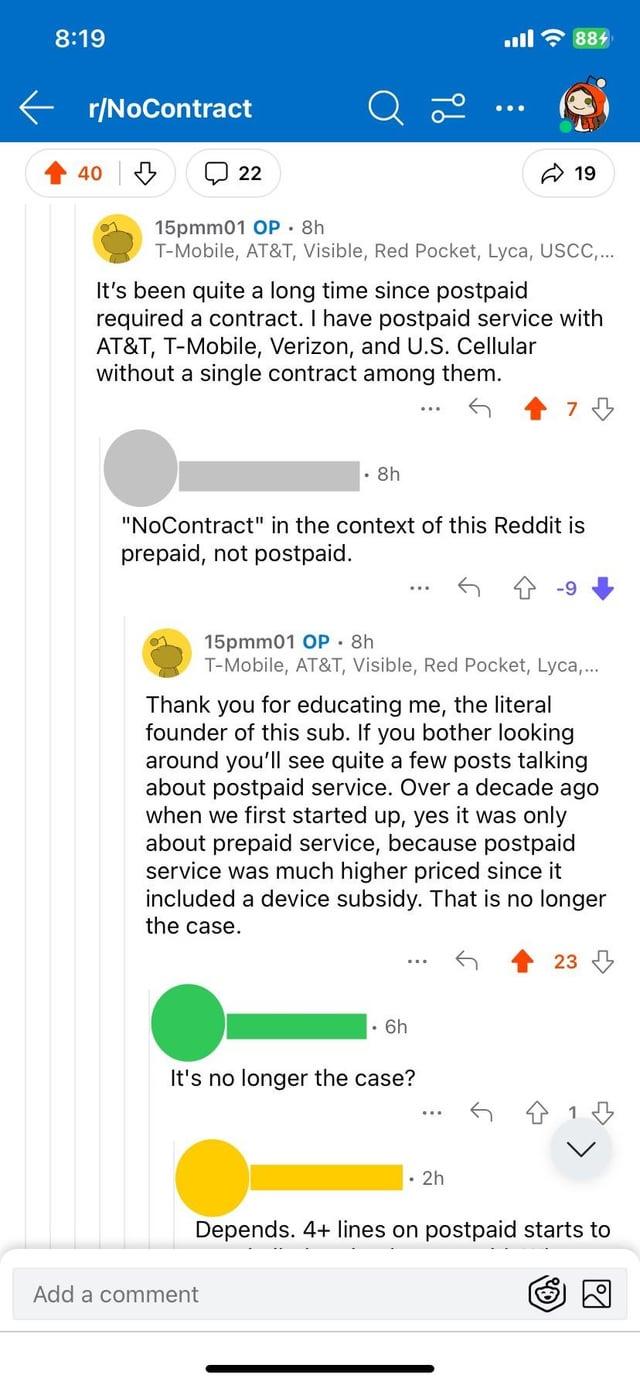 8:19
88
r/NoContract
40
22
19
15pmm01 OP • 8h
T-Mobile, AT&T, Visible, Red Pocket, Lyca, USCC,...
It’s been quite a long time since postpaid
required a contract. I have postpaid service with
AT&T, T-Mobile, Verizon, and U.S. Cellular
without a single contract among them.
7
• 8h
"NoContract" in the context of this Reddit is
prepaid, not postpaid.
-9
15pmm01 OP • 8h
T-Mobile, AT&T, Visible, Red Pocket, Lyca,...
Thank you for educating me, the literal
founder of this sub. If you bother looking
around you’ll see quite a few posts talking
about postpaid service. Over a decade ago
when we first started up, yes it was only
about prepaid service, because postpaid
service was much higher priced since it
included a device subsidy. That is no longer
the case.
23
• 6h
It's no longer the case?
1
• 2h
Depends. 4+ lines on postpaid starts to
Add a comment